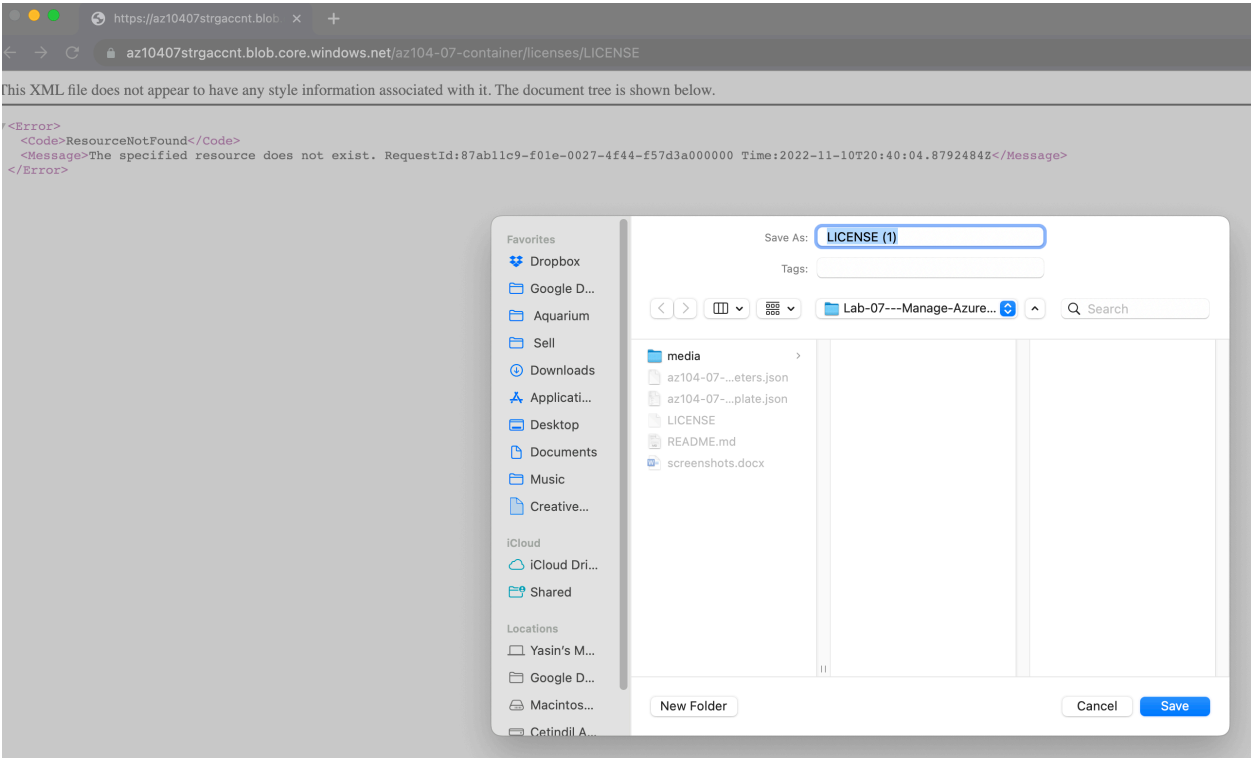 https://az10407strgaccnt.blob
az10407strgaccnt.blob.core.windows.net/az104-07-container/licenses/LICENSE
This XML file does not appear to have any style information associated with it. The document tree is shown below.
<Error>
<Code>ResourceNotFound</Code>
<Message>The specified resource does not exist. RequestId:87ab11c9-f01e-0027-4f44-f57d3a000000 Time:2022-11-10T20:40:04.8792484Z</Message>
</Error>
Favorites
Dropbox
Google D...
Aquarium
Sell
Downloads
Applicati...
Desktop
Documents
Music
Creative...
iCloud
iCloud Dri...
Shared
Locations
Yasin's M...
Google D...
Macintos...
Cetindil A...
Save As: LICENSE (1)
Tags:
Lab-07---Manage-Azure...
Search
media
az104-07-...eters.json
az104-07-...plate.json
LICENSE
README.md
screenshots.docx
New Folder
Cancel
Save